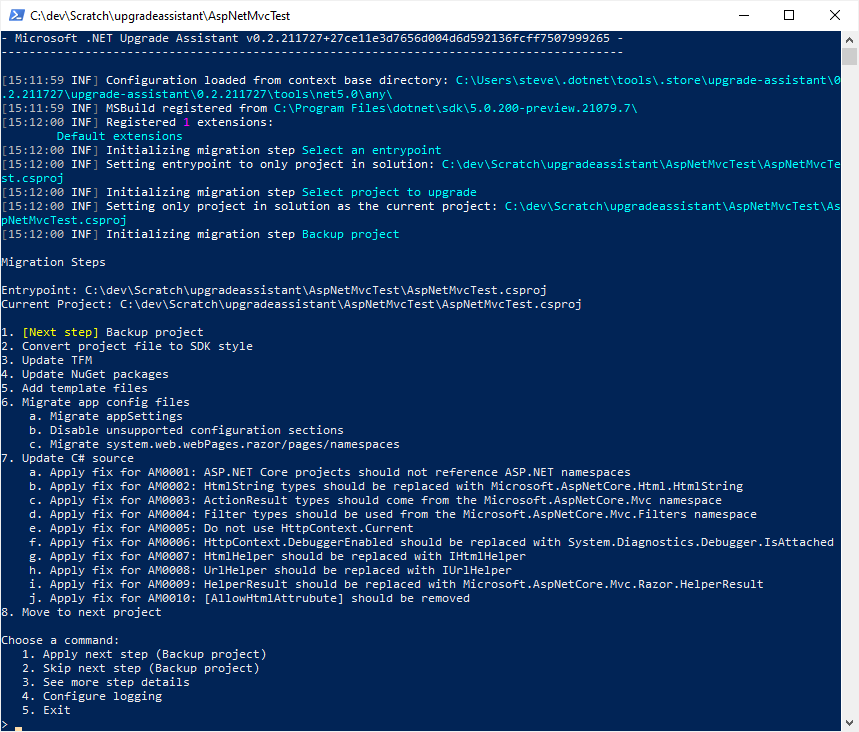 C:\dev\Scratch\upgradeassistant\AspNetMvcTest
- Microsoft .NET Upgrade Assistant v0.2.211727+27ce11e3d7656d004d6d592136fcff7507999265 -
-----------------------------------------------------------------------------------------
[15:11:59 INF] Configuration loaded from context base directory: C:\Users\steve\.dotnet\tools\.store\upgrade-assistant\0
.2.211727\upgrade-assistant\0.2.211727\tools\net5.0\any\
[15:11:59 INF] MSBuild registered from C:\Program Files\dotnet\sdk\5.0.200-preview.21079.7\
[15:12:00 INF] Registered 1 extensions:
        Default extensions
[15:12:00 INF] Initializing migration step Select an entrypoint
[15:12:00 INF] Setting entrypoint to only project in solution: C:\dev\Scratch\upgradeassistant\AspNetMvcTest\AspNetMvcTe
st.csproj
[15:12:00 INF] Initializing migration step Select project to upgrade
[15:12:00 INF] Setting only project in solution as the current project: C:\dev\Scratch\upgradeassistant\AspNetMvcTest\As
pNetMvcTest.csproj
[15:12:00 INF] Initializing migration step Backup project
Migration Steps
Entrypoint: C:\dev\Scratch\upgradeassistant\AspNetMvcTest\AspNetMvcTest.csproj
Current Project: C:\dev\Scratch\upgradeassistant\AspNetMvcTest\AspNetMvcTest.csproj
1. [Next step] Backup project
2. Convert project file to SDK style
3. Update TFM
4. Update NuGet packages
5. Add template files
6. Migrate app config files
    a. Migrate appSettings
    b. Disable unsupported configuration sections
    c. Migrate system.web.webPages.razor/pages/namespaces
7. Update C# source
    a. Apply fix for AM0001: ASP.NET Core projects should not reference ASP.NET namespaces
    b. Apply fix for AM0002: HtmlString types should be replaced with Microsoft.AspNetCore.Html.HtmlString
    c. Apply fix for AM0003: ActionResult types should come from the Microsoft.AspNetCore.Mvc namespace
    d. Apply fix for AM0004: Filter types should be used from the Microsoft.AspNetCore.Mvc.Filters namespace
    e. Apply fix for AM0005: Do not use HttpContext.Current
    f. Apply fix for AM0006: HttpContext.DebuggerEnabled should be replaced with System.Diagnostics.Debugger.IsAttached
    g. Apply fix for AM0007: HtmlHelper should be replaced with IHtmlHelper
    h. Apply fix for AM0008: UrlHelper should be replaced with IUrlHelper
    i. Apply fix for AM0009: HelperResult should be replaced with Microsoft.AspNetCore.Mvc.Razor.HelperResult
    j. Apply fix for AM0010: [AllowHtmlAttrubute] should be removed
8. Move to next project
Choose a command:
   1. Apply next step (Backup project)
   2. Skip next step (Backup project)
   3. See more step details
   4. Configure logging
   5. Exit
>